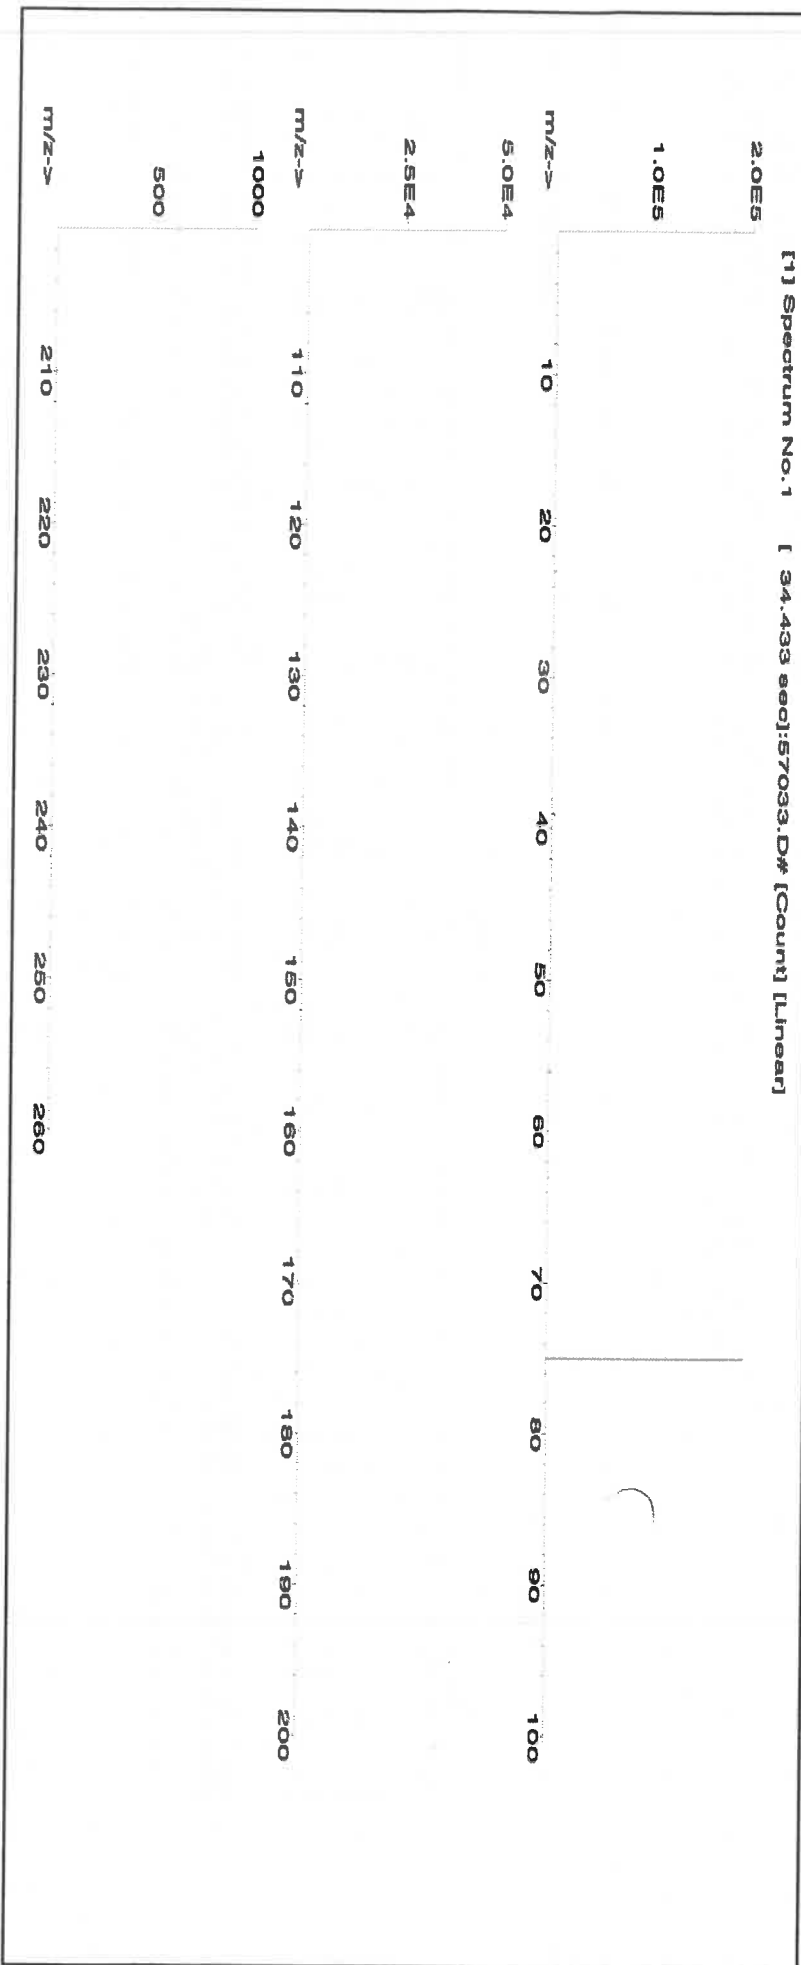 [1] Spectrum No.1 [ 34.433 sec]:57033.D# [Count] [Linear]
2.0E5
1.0E5
m/z->
10 20 30 40 50 60 70 80 90 100
5.0E4
2.5E4
m/z->
110 120 130 140 150 160 170 180 190 200
1000
500
m/z->
210 220 230 240 250 260